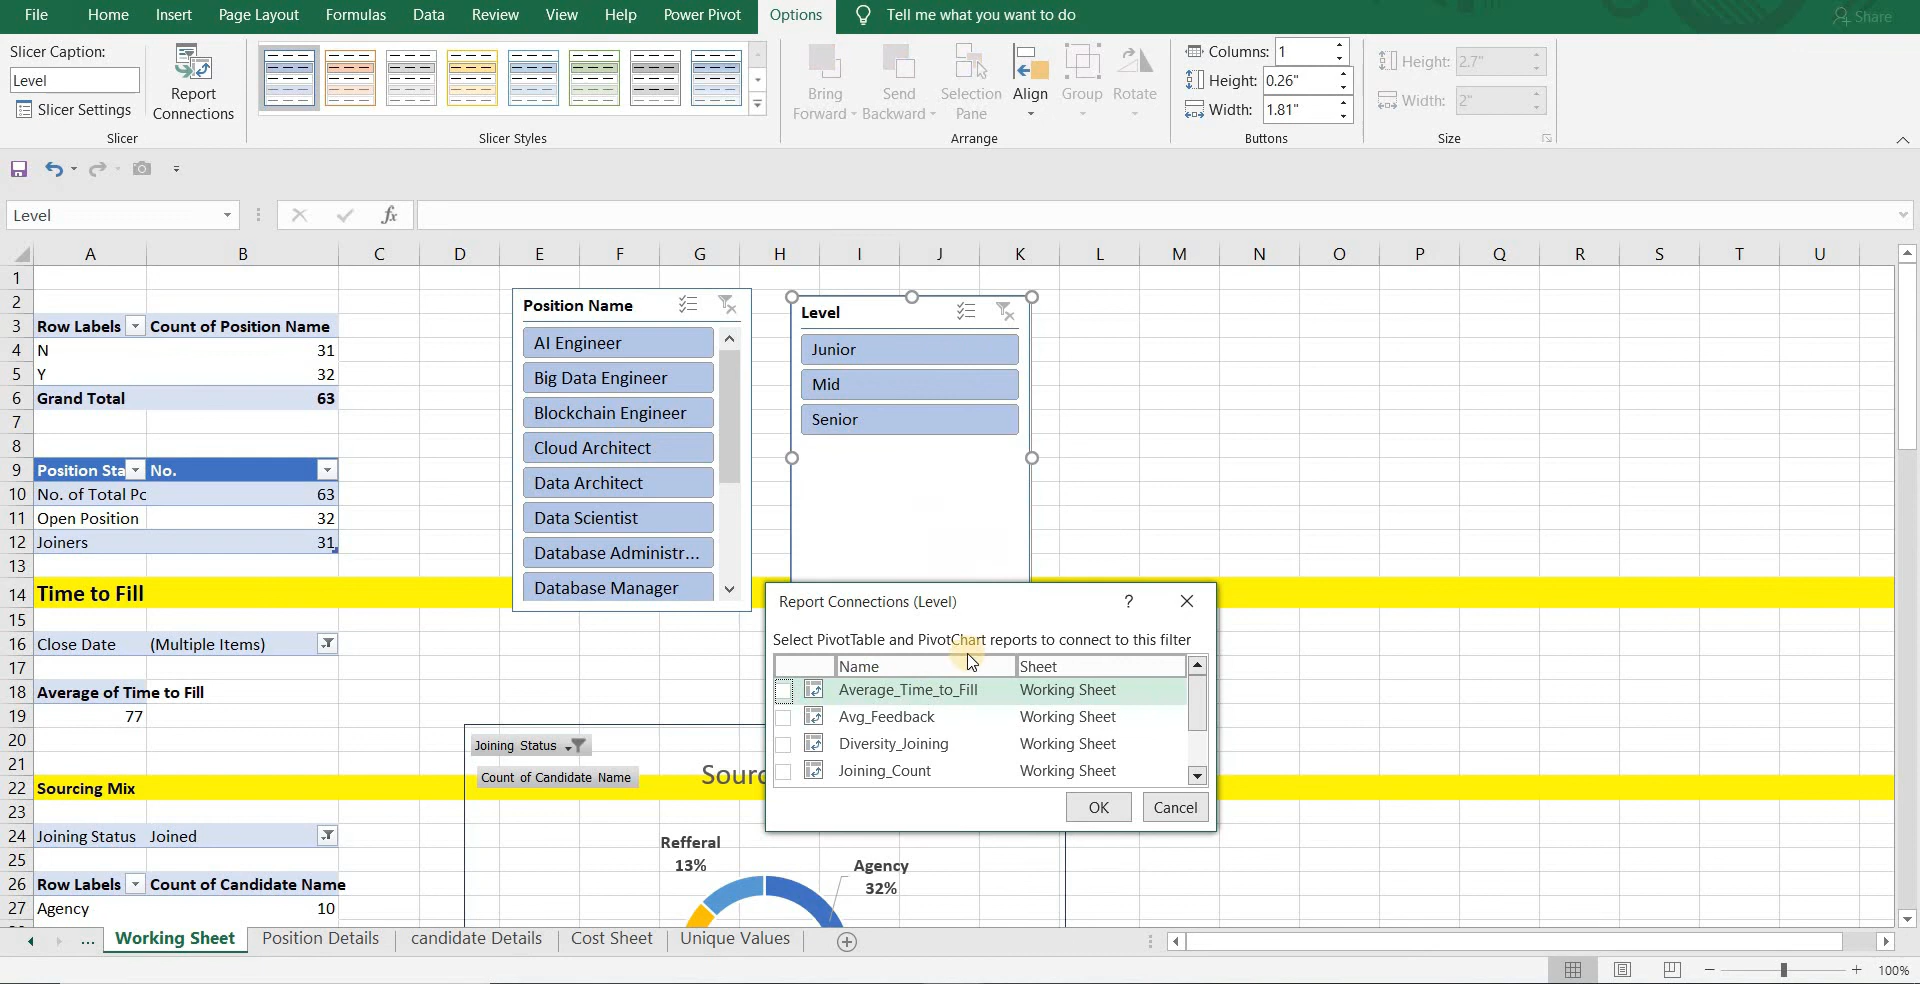 File Home Insert Page Layout Formulas Data Review View Help Power Pivot Options Tell me what you want to do Share
Slicer Caption:
Level
Slicer Settings
Report Connections
Slicer
Slicer Styles
Bring Forward
Send Backward
Selection Pane
Align
Group
Rotate
Arrange
Columns: 1
Height: 0.26"
Width: 1.81"
Buttons
Height: 2.7"
Width: 2"
Size
Level
fx
A B C D E F G H I J K L M N O P Q R S T U
1
2
3 Row Labels Count of Position Name
4 N 31
5 Y 32
6 Grand Total 63
7
8
9 Position Sta No.
10 No. of Total Pc 63
11 Open Position 32
12 Joiners 31
13
14 Time to Fill
15
16 Close Date (Multiple Items)
17
18 Average of Time to Fill
19 77
20
21
22 Sourcing Mix
23
24 Joining Status Joined
25
26 Row Labels Count of Candidate Name
27 Agency 10
Position Name
AI Engineer
Big Data Engineer
Blockchain Engineer
Cloud Architect
Data Architect
Data Scientist
Database Administr...
Database Manager
Level
Junior
Mid
Senior
Joining Status
Count of Candidate Name
Sourc
Refferal
13%
Agency
32%
Report Connections (Level) ?
Select PivotTable and PivotChart reports to connect to this filter
Name Sheet
Average_Time_to_Fill Working Sheet
Avg_Feedback Working Sheet
Diversity_Joining Working Sheet
Joining_Count Working Sheet
OK Cancel
... Working Sheet Position Details candidate Details Cost Sheet Unique Values
100%